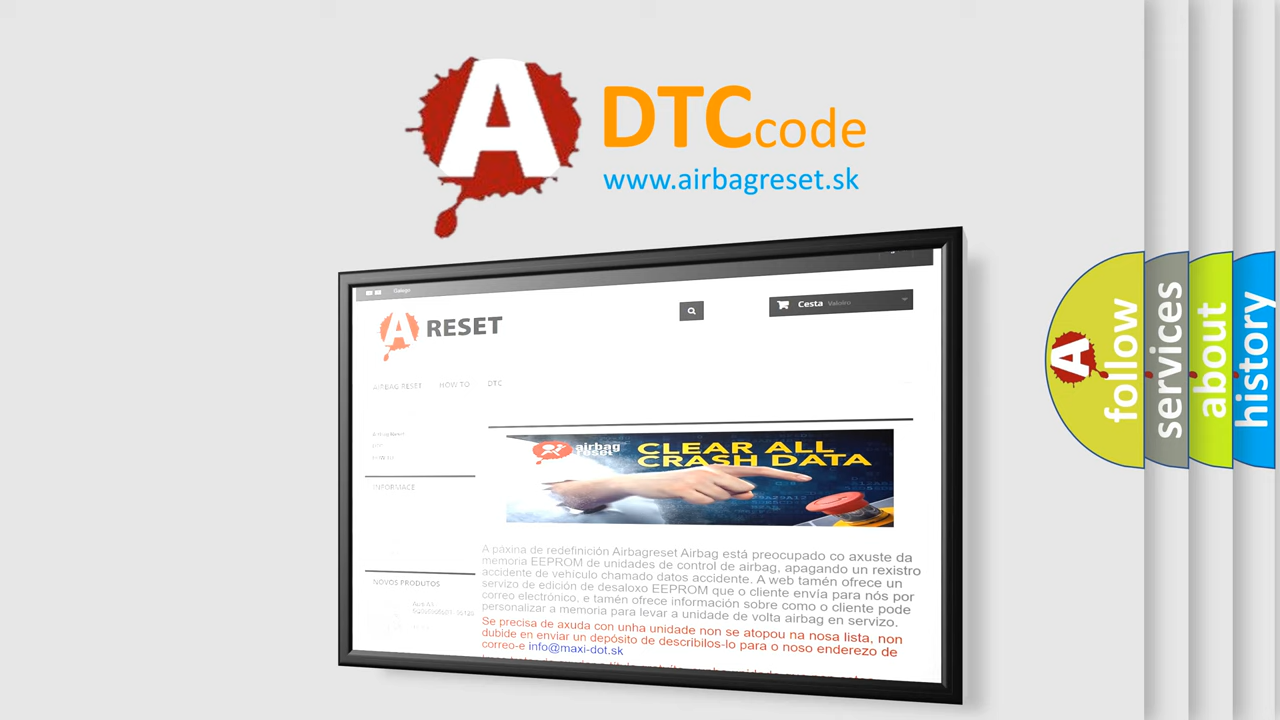 A
DTCcode
www.airbagreset.sk
Galego
A RESET
Cesta Valoiro
AIRBAG RESET HOW TO DTC
INFORMACE
NOVOS PRODUTOS
airbag
reset
CLEAR ALL
CRASH DATA
A páxina de redefinición Airbagreset Airbag está preocupado co axuste da
memoria EEPROM de unidades de control de airbag, apagando un rexistro
accidente de vehículo chamado datos accidente. A web tamén ofrece un
servizo de edición de desaloxo EEPROM que o cliente envía para nós por
correo electrónico, e tamén ofrece información sobre como o cliente pode
personalizar a memoria para levar a unidade de volta airbag en servizo.
Se precisa de axuda con unha unidade non se atopou na nosa lista, non
dubide en enviar un depósito de describilos-lo para o noso enderezo de
correo-e info@maxi-dot.sk
A
follow
services
about
history